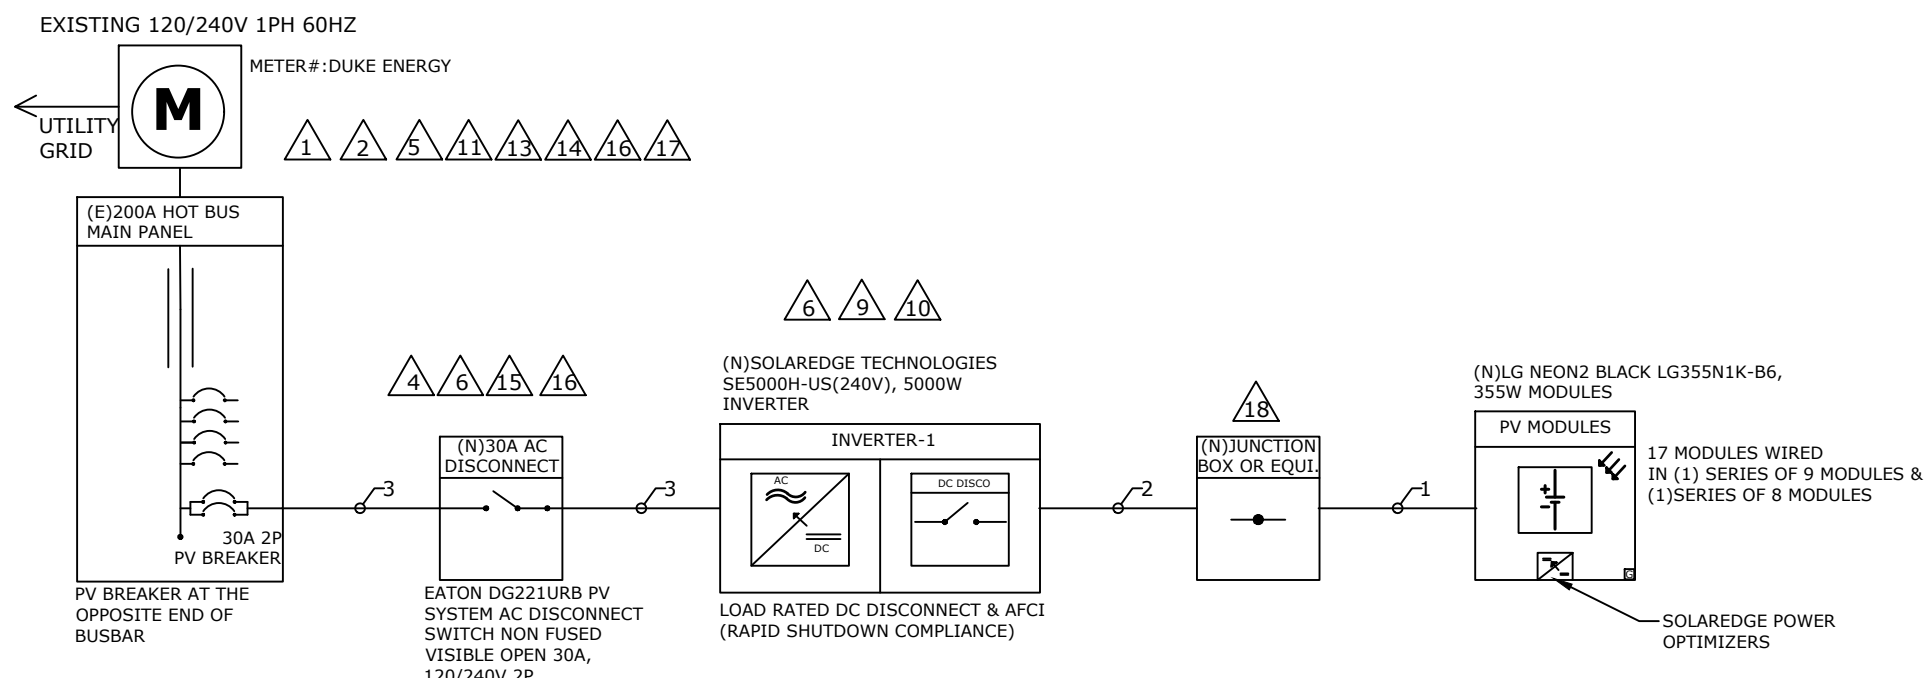 EXISTING 120/240V 1PH 60HZ
METER#:DUKE ENERGY
M
UTILITY
GRID
1 2 5 11 13 14 16 17
(E)200A HOT BUS
MAIN PANEL
30A 2P
PV BREAKER
PV BREAKER AT THE
OPPOSITE END OF
BUSBAR
3
4 6 15 16
(N)30A AC
DISCONNECT
EATON DG221URB PV
SYSTEM AC DISCONNECT
SWITCH NON FUSED
VISIBLE OPEN 30A,
120/240V 2P
3
6 9 10
(N)SOLAREDGE TECHNOLOGIES
SE5000H-US(240V), 5000W
INVERTER
INVERTER-1
AC
DC
DC DISCO
LOAD RATED DC DISCONNECT & AFCI
(RAPID SHUTDOWN COMPLIANCE)
2
18
(N)JUNCTION
BOX OR EQUI.
1
(N)LG NEON2 BLACK LG355N1K-B6,
355W MODULES
PV MODULES
G
17 MODULES WIRED
IN (1) SERIES OF 9 MODULES &
(1)SERIES OF 8 MODULES
SOLAREDGE POWER
OPTIMIZERS